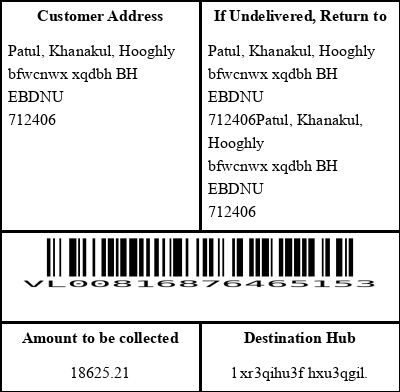 Customer Address
Patul, Khanakul, Hooghly
bfwcnwx xqdbh BH
EBDNU
712406
If Undelivered, Return to
Patul, Khanakul, Hooghly
bfwcnwx xqdbh BH
EBDNU
712406Patul, Khanakul,
Hooghly
bfwcnwx xqdbh BH
EBDNU
712406
VL00816876465153
Amount to be collected
18625.21
Destination Hub
1xr3qihu3f hxu3qgil.